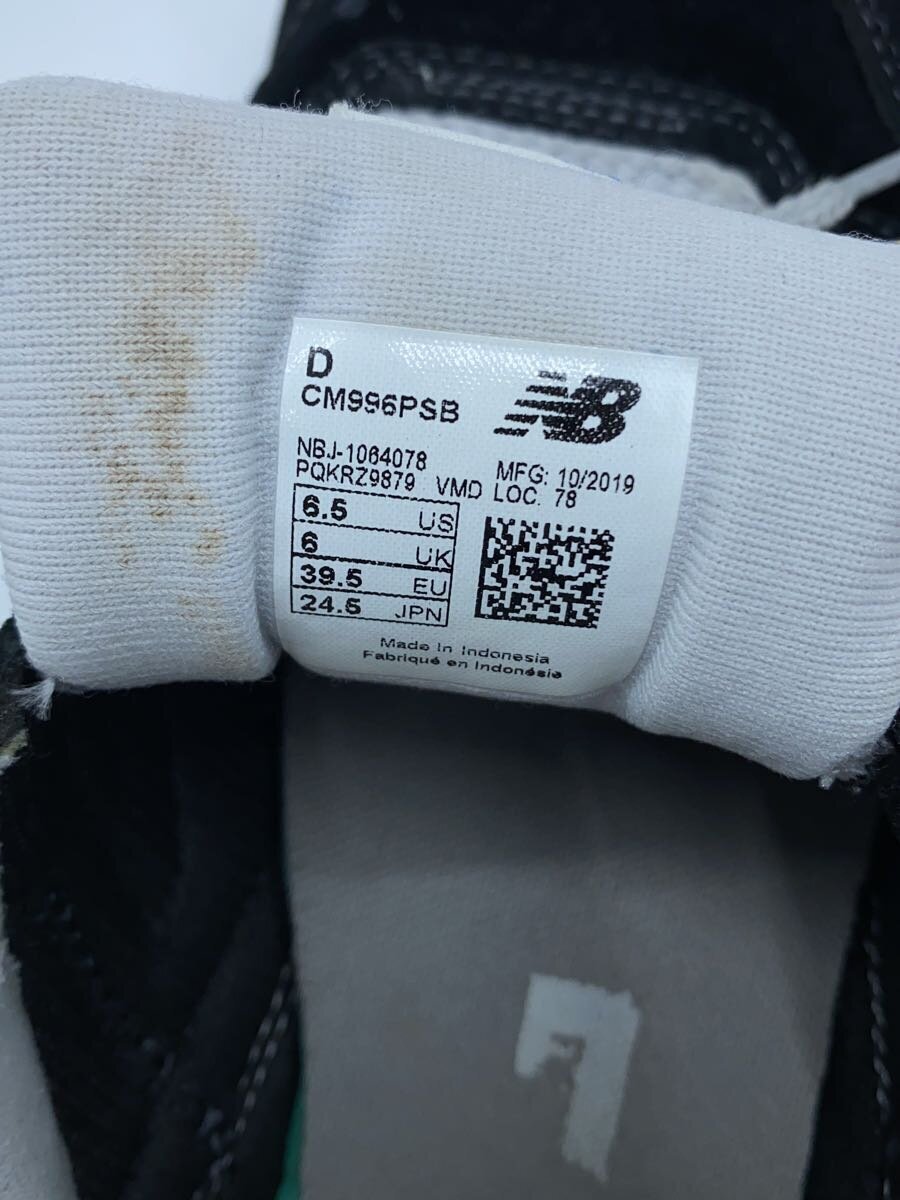 D
CM996PSB
NB
NBJ-1064078
PQKRZ9879 VMD
MFG: 10/2019
LOC. 78
6.5 US
6 UK
39.5 EU
24.5 JPN
Made in Indonesia
Fabriqué en Indonésie